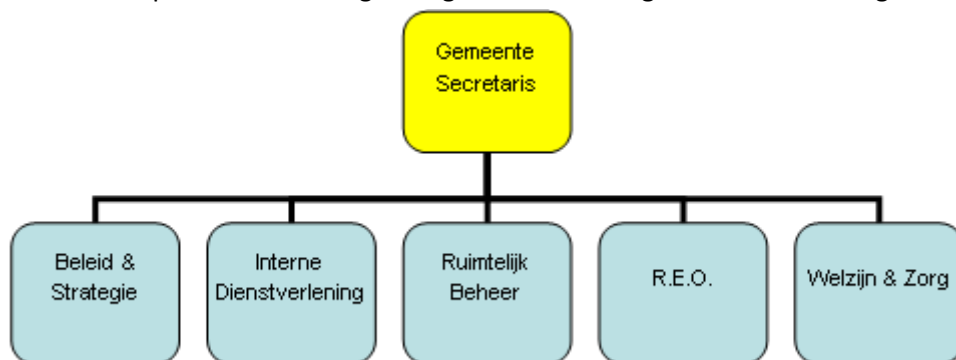 Gemeente
Secretaris
Beleid &
Strategie
Interne
Dienstverlening
Ruimtelijk
Beheer
R.E.O.
Welzijn & Zorg